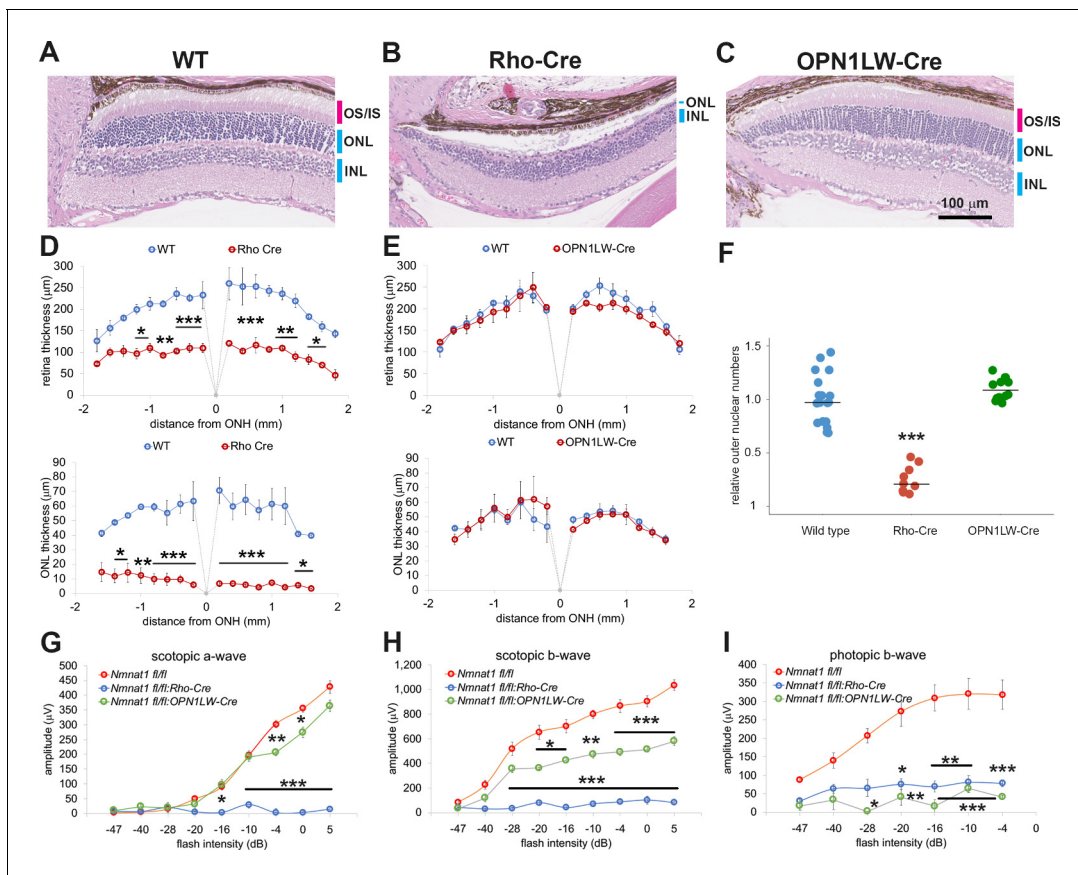 A
WT
OS/IS
ONL
INL
B
Rho-Cre
ONL
INL
C
OPN1LW-Cre
OS/IS
ONL
INL
100 μm
D
WT Rho Cre
retina thickness (μm)
300
250
200
150
100
50
0
* ** *** *** ** *
-2 -1 0 1 2
distance from ONH (mm)
WT Rho Cre
ONL thickness (μm)
90
80
70
60
50
40
30
20
10
0
* ** *** *** *
-2 -1 0 1 2
distance from ONH (mm)
E
WT OPN1LW-Cre
retina thickness (μm)
300
250
200
150
100
50
0
-2 -1 0 1 2
distance from ONH (mm)
WT OPN1LW-Cre
ONL thickness (μm)
90
80
70
60
50
40
30
20
10
0
-2 -1 0 1 2
distance from ONH (mm)
F
relative outer nuclear numbers
1.5
1.0
0.5
1
***
Wild type Rho-Cre OPN1LW-Cre
G
scotopic a-wave
Nmnat1 fl/fl
Nmnat1 fl/fl:Rho-Cre
Nmnat1 fl/fl:OPN1LW-Cre
amplitude (μV)
500
450
400
350
300
250
200
150
100
50
0
* ** * ***
-47 -40 -28 -20 -16 -10 -4 0 5
flash intensity (dB)
H
scotopic b-wave
Nmnat1 fl/fl
Nmnat1 fl/fl:Rho-Cre
Nmnat1 fl/fl:OPN1LW-Cre
amplitude (μV)
1,200
1,000
800
600
400
200
0
* ** ***
***
-47 -40 -28 -20 -16 -10 -4 0 5
flash intensity (dB)
I
photopic b-wave
Nmnat1 fl/fl
Nmnat1 fl/fl:Rho-Cre
Nmnat1 fl/fl:OPN1LW-Cre
amplitude (μV)
400
350
300
250
200
150
100
50
0
* ** ***
* ** ***
-47 -40 -28 -20 -16 -10 -4 0
flash intensity (dB)